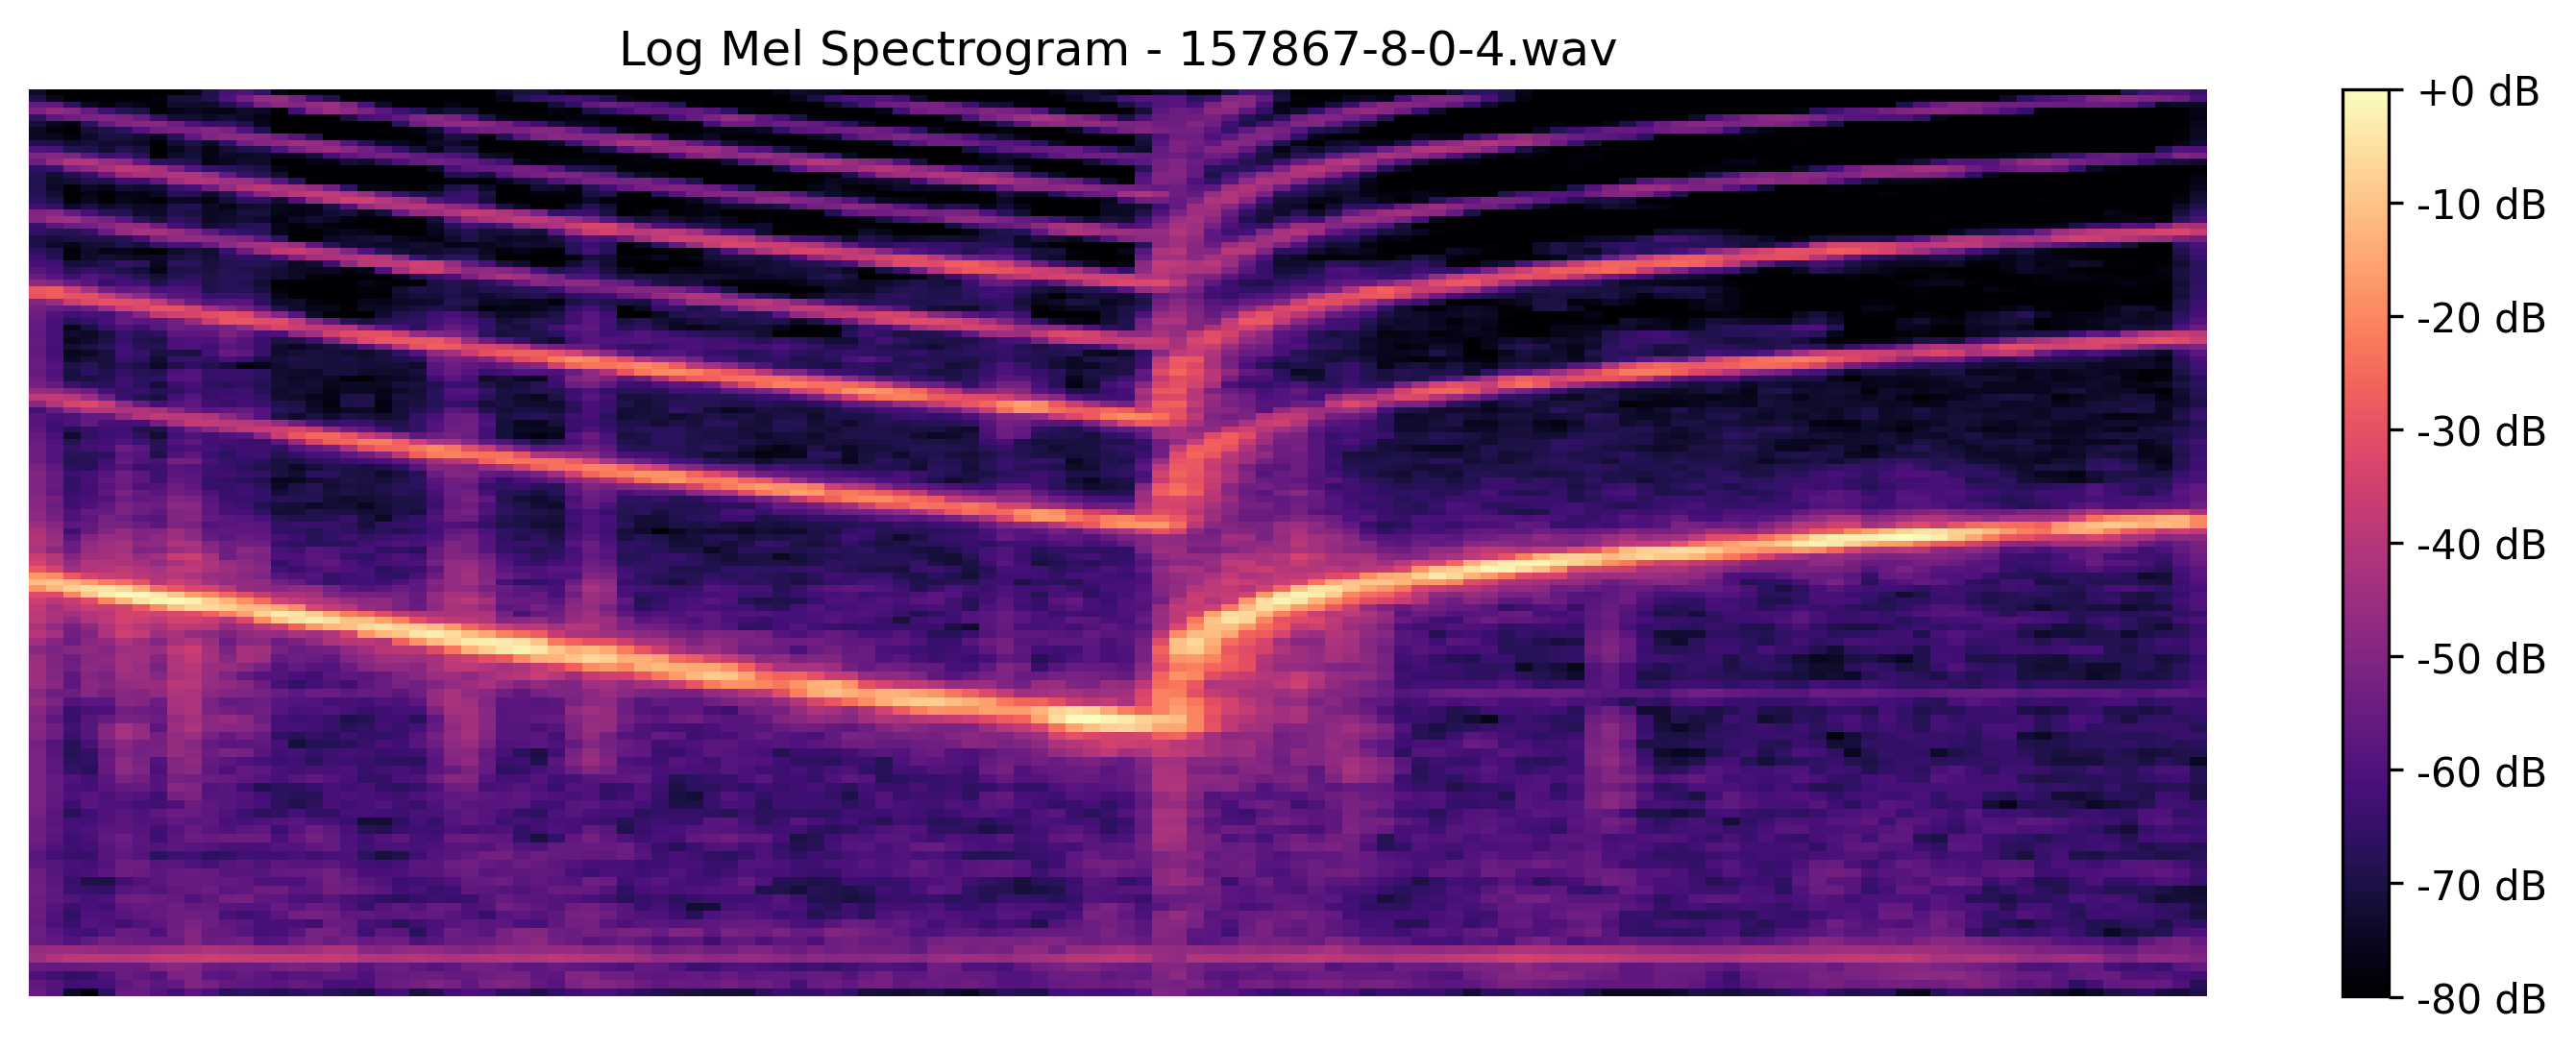 Log Mel Spectrogram - 157867-8-0-4.wav
+0 dB
-10 dB
-20 dB
-30 dB
-40 dB
-50 dB
-60 dB
-70 dB
-80 dB